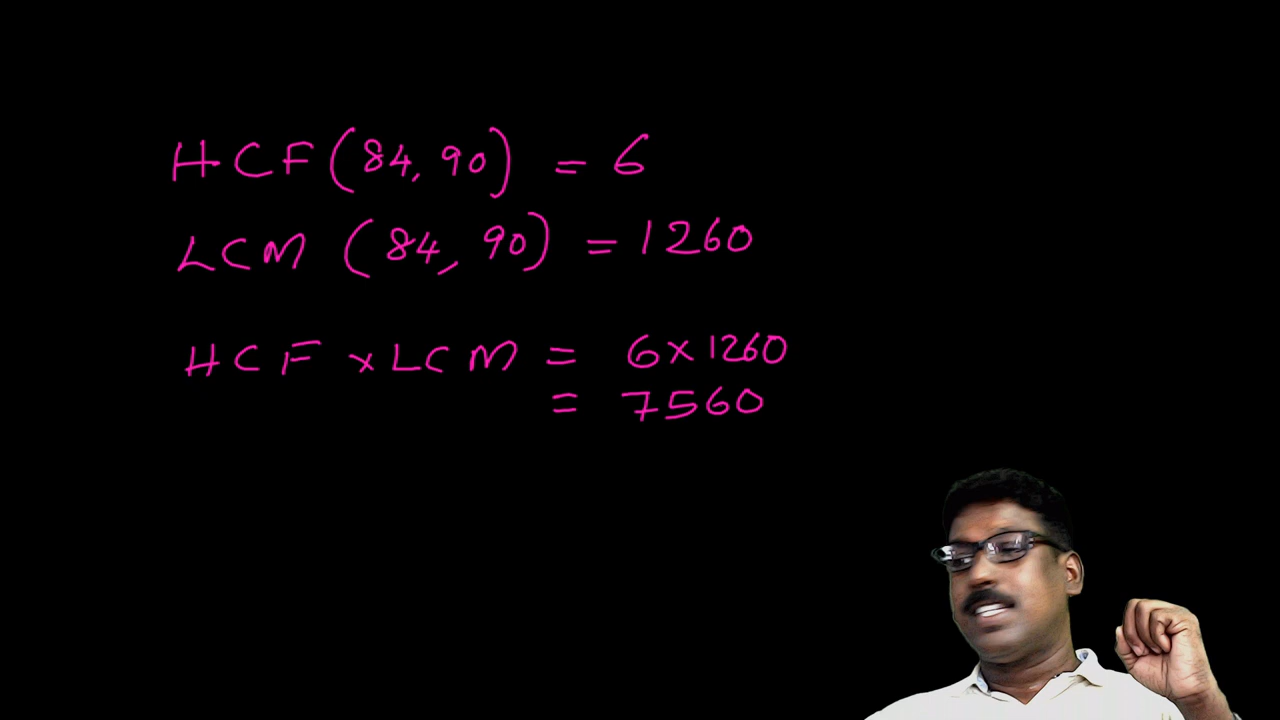 HCF(84, 90) = 6
LCM (84, 90) = 1260
HCF x LCM = 6 x 1260
= 7560